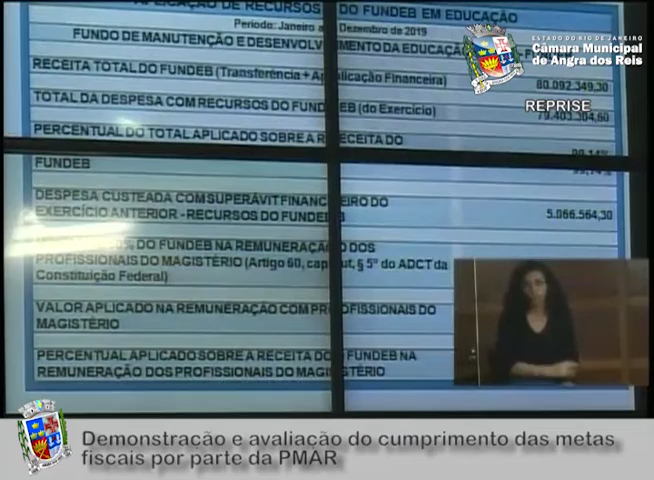 APLICAÇÃO DE RECURSOS DO FUNDEB EM EDUCAÇÃO
Período: Janeiro a Dezembro de 2019
FUNDO DE MANUTENÇÃO E DESENVOLVIMENTO DA EDUCAÇÃO
RECEITA TOTAL DO FUNDEB (Transferência + Aplicação Financeira)
80.092.349,30
TOTAL DA DESPESA COM RECURSOS DO FUNDEB (do Exercício)
79.403.304,60
PERCENTUAL DO TOTAL APLICADO SOBRE A RECEITA DO
FUNDEB
99,14%
DESPESA CUSTEADA COM SUPERÁVIT FINANCEIRO DO
EXERCÍCIO ANTERIOR - RECURSOS DO FUNDEB
5.066.564,30
DO FUNDEB NA REMUNERAÇÃO DOS
PROFISSIONAIS DO MAGISTÉRIO (Artigo 60, caput, § 5º do ADCT da
Constituição Federal)
VALOR APLICADO NA REMUNERAÇÃO COM PROFISSIONAIS DO
MAGISTÉRIO
PERCENTUAL APLICADO SOBRE A RECEITA DO FUNDEB NA
REMUNERAÇÃO DOS PROFISSIONAIS DO MAGISTÉRIO
ESTADO DO RIO DE JANEIRO
Câmara Municipal
de Angra dos Reis
REPRISE
Demonstração e avaliação do cumprimento das metas
fiscais por parte da PMAR